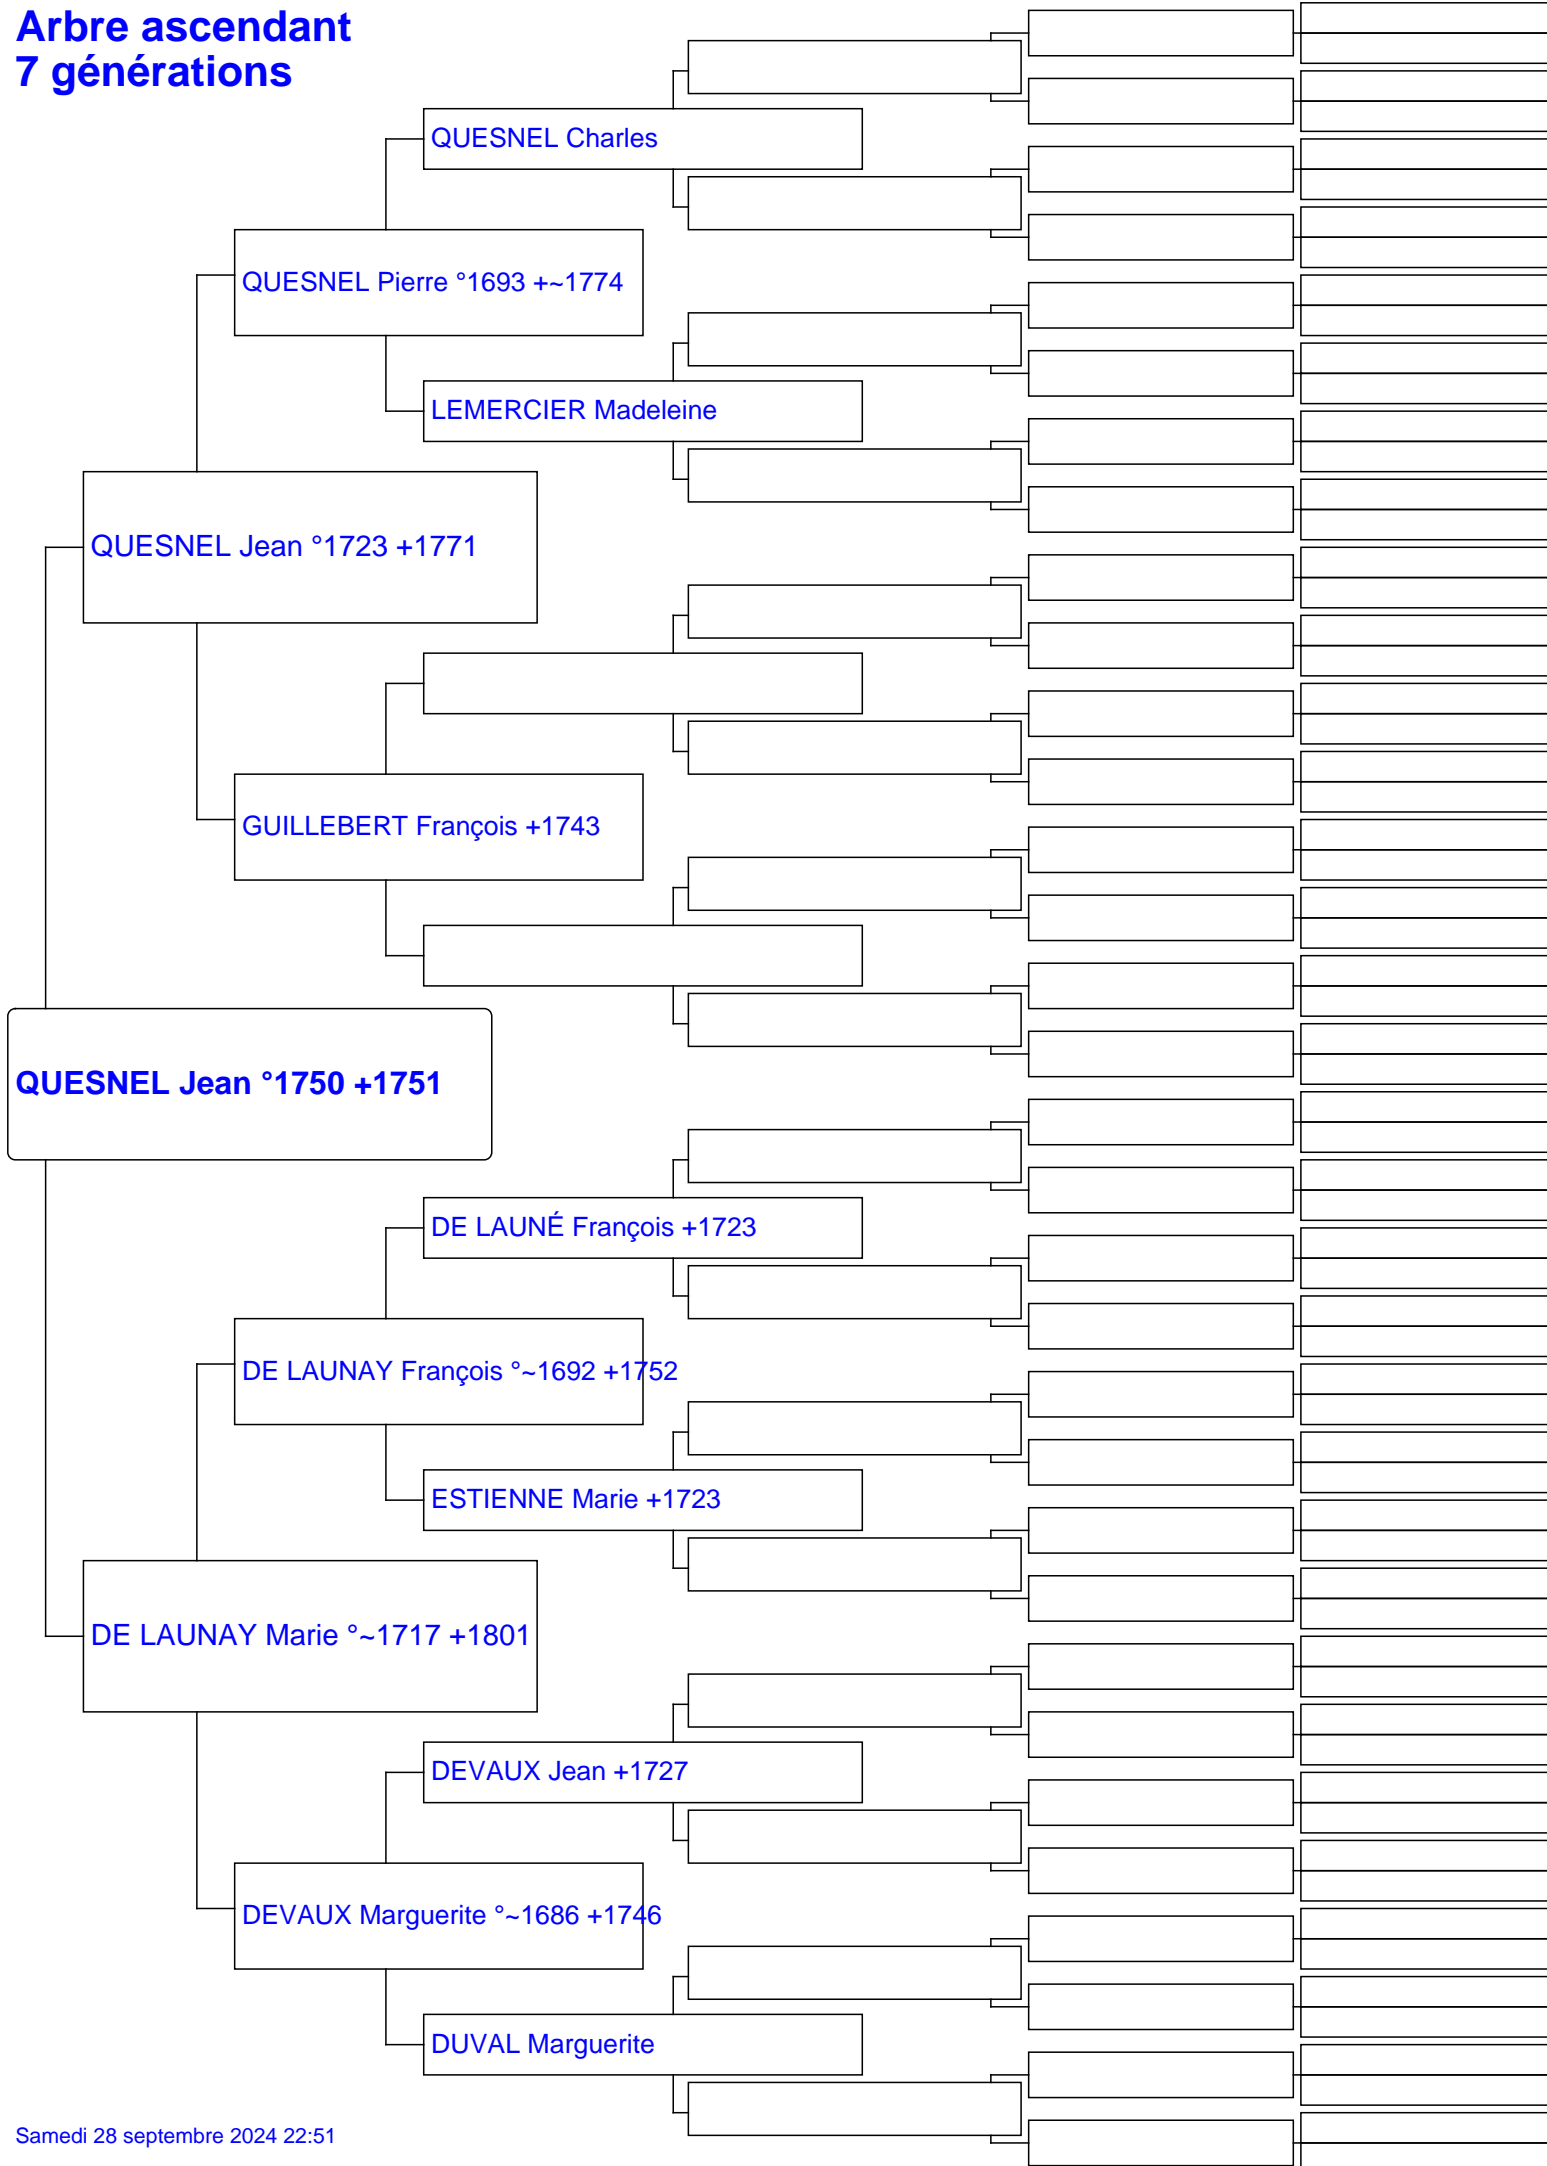 Arbre ascendant
7 générations
QUESNEL Charles
QUESNEL Pierre °1693 +~1774
LEMERCIER Madeleine
QUESNEL Jean °1723 +1771
GUILLEBERT François +1743
QUESNEL Jean °1750 +1751
DE LAUNÉ François +1723
DE LAUNAY François °~1692 +1752
ESTIENNE Marie +1723
DE LAUNAY Marie °~1717 +1801
DEVAUX Jean +1727
DEVAUX Marguerite °~1686 +1746
DUVAL Marguerite
Samedi 28 septembre 2024 22:51